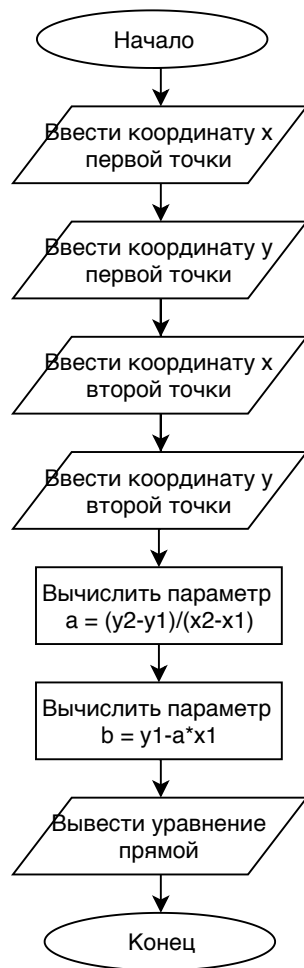 Начало
Ввести координату x
первой точки
Ввести координату y
первой точки
Ввести координату x
второй точки
Ввести координату y
второй точки
Вычислить параметр
a = (y2-y1)/(x2-x1)
Вычислить параметр
b = y1-a*x1
Вывести уравнение
прямой
Конец